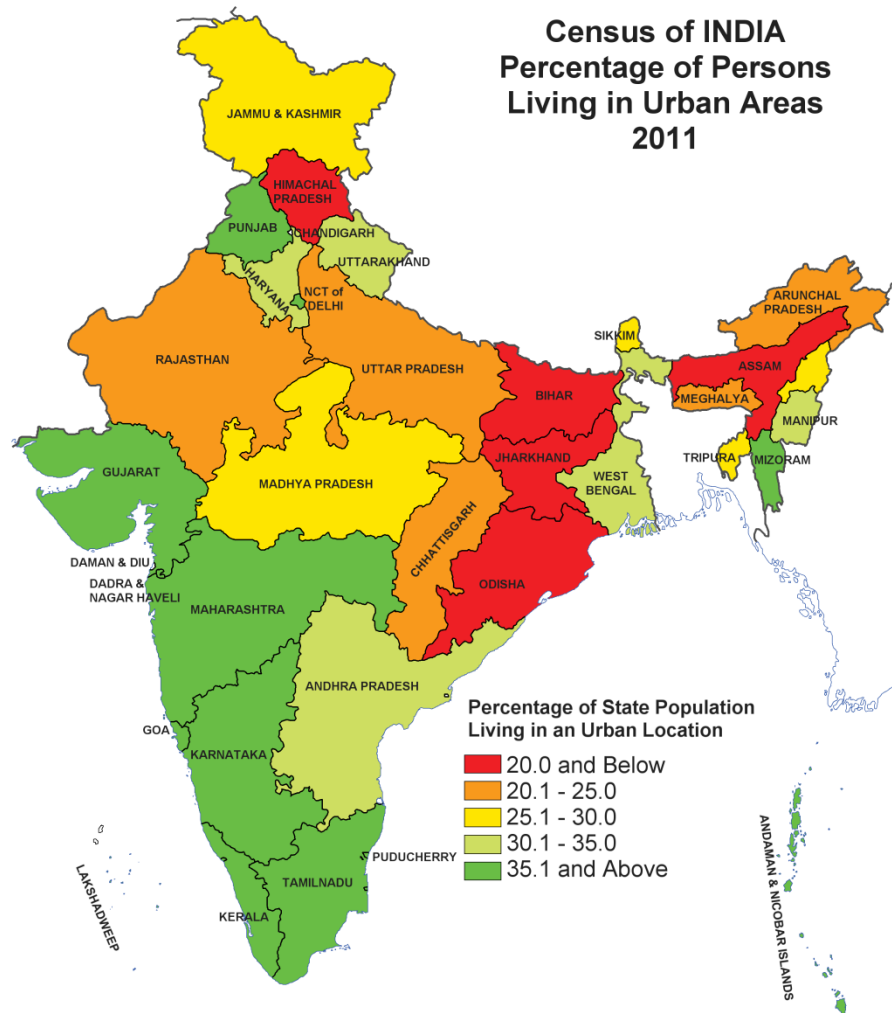 Census of INDIA
Percentage of Persons
Living in Urban Areas
2011
JAMMU & KASHMIR
HIMACHAL
PRADESH
PUNJAB
CHANDIGARH
UTTARAKHAND
HARYANA
NCT of
DELHI
ARUNCHAL
PRADESH
SIKKIM
RAJASTHAN
UTTAR PRADESH
ASSAM
BIHAR
MEGHALYA
MANIPUR
JHARKHAND
TRIPURA
MIZORAM
GUJARAT
WEST
BENGAL
MADHYA PRADESH
CHHATTISGARH
DAMAN & DIU
DADRA &
NAGAR HAVELI
ODISHA
MAHARASHTRA
ANDHRA PRADESH
Percentage of State Population
Living in an Urban Location
GOA
KARNATAKA
20.0 and Below
20.1 - 25.0
25.1 - 30.0
30.1 - 35.0
35.1 and Above
PUDUCHERRY
TAMILNADU
LAKSHADWEEP
KERALA
ANDAMAN & NICOBAR ISLANDS